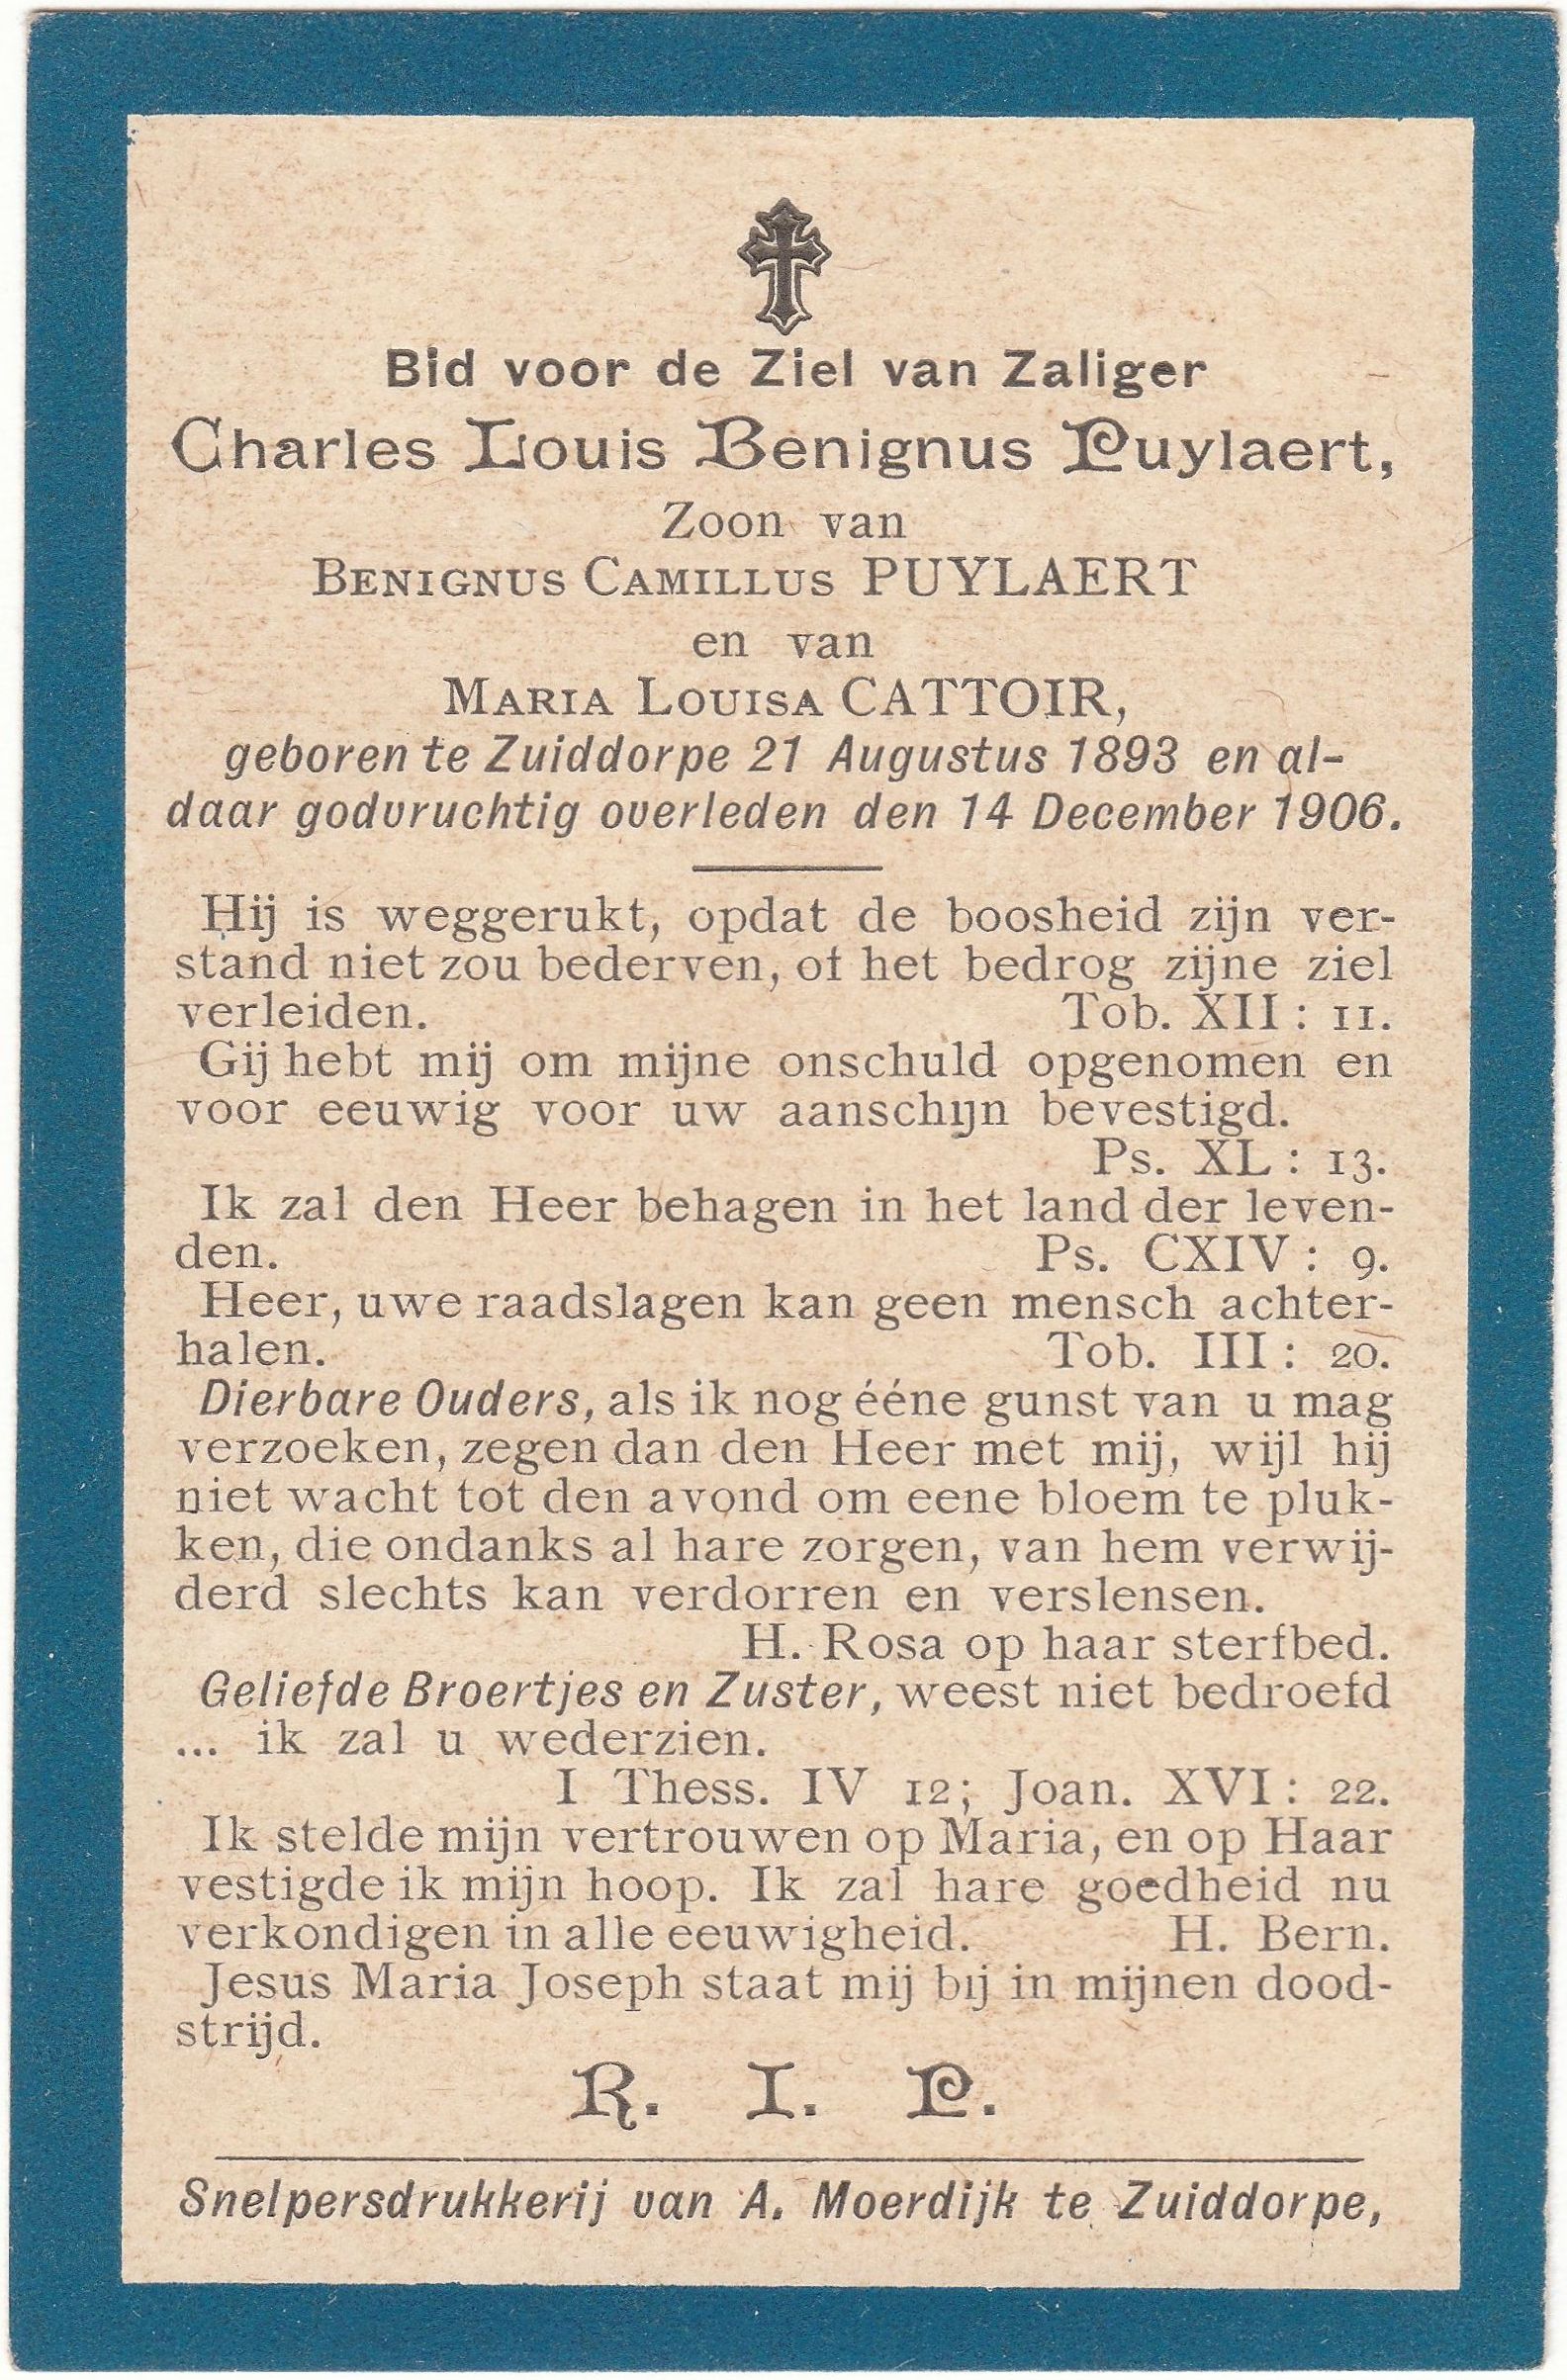 Bid voor de Ziel van Zaliger
Charles Louis Benignus Puylaert,
Zoon van
BENIGNUS CAMILLUS PUYLAERT
en van
MARIA LOUISA CATTOIR,
geboren te Zuiddorpe 21 Augustus 1893 en al-
daar godvruchtig overleden den 14 December 1906.
Hij is weggerukt, opdat de boosheid zijn ver-
stand niet zou bederven, of het bedrog zijne ziel
verleiden. Tob. XII : 11.
Gij hebt mij om mijne onschuld opgenomen en
voor eeuwig voor uw aanschijn bevestigd.
Ps. XL : 13.
Ik zal den Heer behagen in het land der leven-
den. Ps. CXIV : 9.
Heer, uwe raadslagen kan geen mensch achter-
halen. Tob. III : 20.
Dierbare Ouders, als ik nog ééne gunst van u mag
verzoeken, zegen dan den Heer met mij, wijl hij
niet wacht tot den avond om eene bloem te pluk-
ken, die ondanks al hare zorgen, van hem verwij-
derd slechts kan verdorren en verslensen.
H. Rosa op haar sterfbed.
Geliefde Broertjes en Zuster, weest niet bedroefd
... ik zal u wederzien.
I Thess. IV 12; Joan. XVI : 22.
Ik stelde mijn vertrouwen op Maria, en op Haar
vestigde ik mijn hoop. Ik zal hare goedheid nu
verkondigen in alle eeuwigheid. H. Bern.
Jesus Maria Joseph staat mij bij in mijnen dood-
strijd.
R. I. P.
Snelpersdrukkerij van A. Moerdijk te Zuiddorpe,